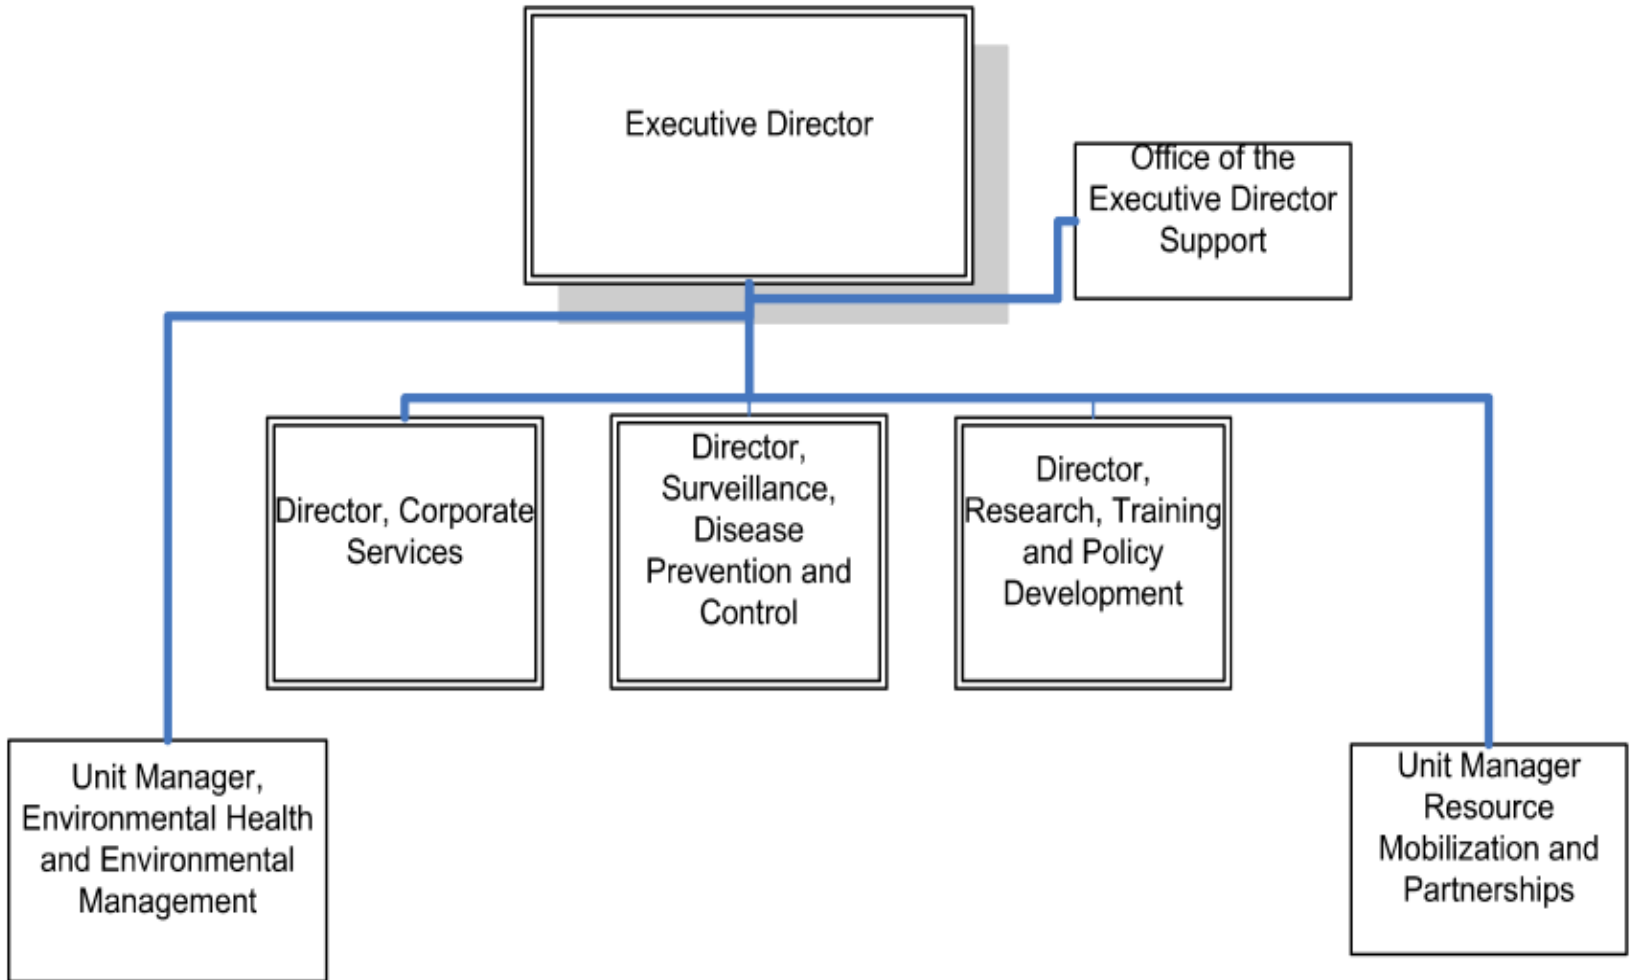 Executive Director
Office of the
Executive Director
Support
Director, Corporate
Services
Director,
Surveillance,
Disease
Prevention and
Control
Director,
Research, Training
and Policy
Development
Unit Manager,
Environmental Health
and Environmental
Management
Unit Manager
Resource
Mobilization and
Partnerships